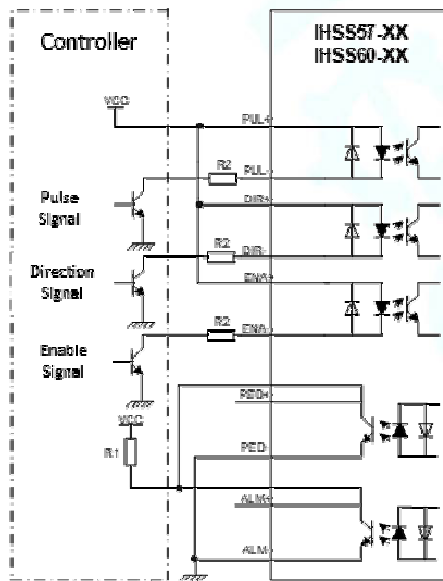 Controller
IHSS57-XX
IHSS60-XX
VCC
PUL+
R2
PUL-
Pulse
Signal
DIR+
R2
DIR-
Direction
Signal
ENA+
R2
ENA-
Enable
Signal
VCC
PED+
R1
PED-
ALM+
ALM-